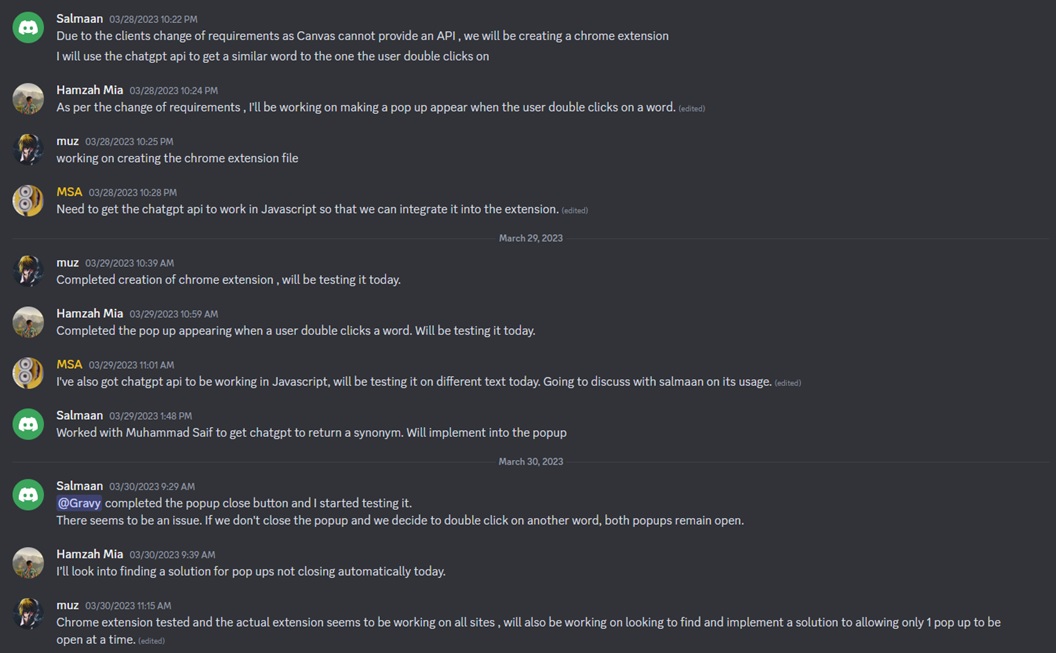 Salmaan 03/28/2023 10:22 PM
Due to the clients change of requirements as Canvas cannot provide an API , we will be creating a chrome extension
I will use the chatgpt api to get a similar word to the one the user double clicks on
Hamzah Mia 03/28/2023 10:24 PM
As per the change of requirements , I'll be working on making a pop up appear when the user double clicks on a word. (edited)
muz 03/28/2023 10:25 PM
working on creating the chrome extension file
MSA 03/28/2023 10:28 PM
Need to get the chatgpt api to work in Javascript so that we can integrate it into the extension. (edited)
March 29, 2023
muz 03/29/2023 10:39 AM
Completed creation of chrome extension , will be testing it today.
Hamzah Mia 03/29/2023 10:59 AM
Completed the pop up appearing when a user double clicks a word. Will be testing it today.
MSA 03/29/2023 11:01 AM
I've also got chatgpt api to be working in Javascript, will be testing it on different text today. Going to discuss with salmaan on its usage. (edited)
Salmaan 03/29/2023 1:48 PM
Worked with Muhammad Saif to get chatgpt to return a synonym. Will implement into the popup
March 30, 2023
Salmaan 03/30/2023 9:29 AM
@Gravy completed the popup close button and I started testing it.
There seems to be an issue. If we don't close the popup and we decide to double click on another word, both popups remain open.
Hamzah Mia 03/30/2023 9:39 AM
I'll look into finding a solution for pop ups not closing automatically today.
muz 03/30/2023 11:15 AM
Chrome extension tested and the actual extension seems to be working on all sites , will also be working on looking to find and implement a solution to allowing only 1 pop up to be
open at a time. (edited)